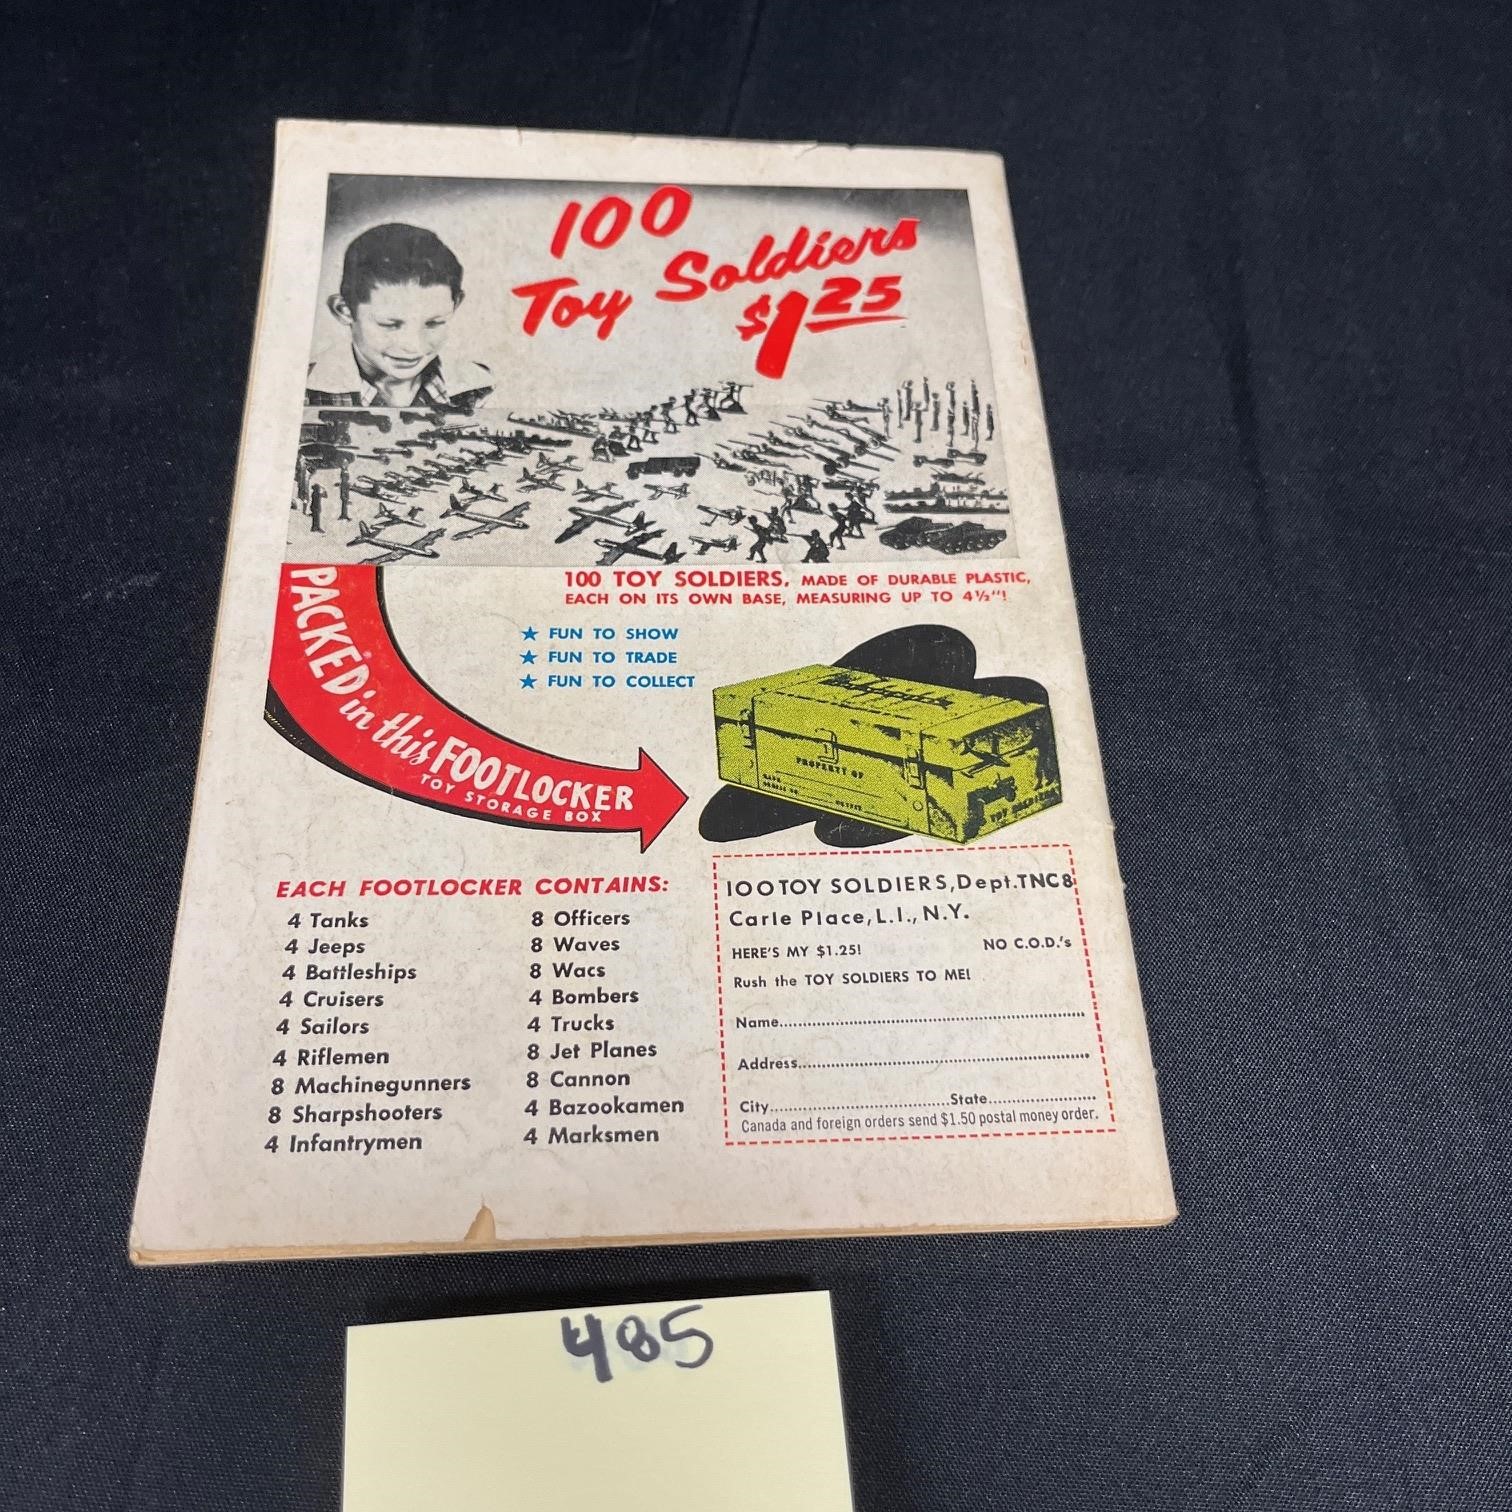 100
Toy Soldiers
$1.25
100 TOY SOLDIERS, MADE OF DURABLE PLASTIC,
EACH ON ITS OWN BASE, MEASURING UP TO 4½"!
PACKED in this FOOTLOCKER
TOY STORAGE BOX
★ FUN TO SHOW
★ FUN TO TRADE
★ FUN TO COLLECT
PROPERTY OF
EACH FOOTLOCKER CONTAINS:
4 Tanks
4 Jeeps
4 Battleships
4 Cruisers
4 Sailors
4 Riflemen
8 Machinegunners
8 Sharpshooters
4 Infantrymen
8 Officers
8 Waves
8 Wacs
4 Bombers
4 Trucks
8 Jet Planes
8 Cannon
4 Bazookamen
4 Marksmen
100 TOY SOLDIERS, Dept. TNC8
Carle Place, L.I., N.Y.
HERE'S MY $1.25! NO C.O.D.'s
Rush the TOY SOLDIERS TO ME!
Name
Address
City State
Canada and foreign orders send $1.50 postal money order.
485